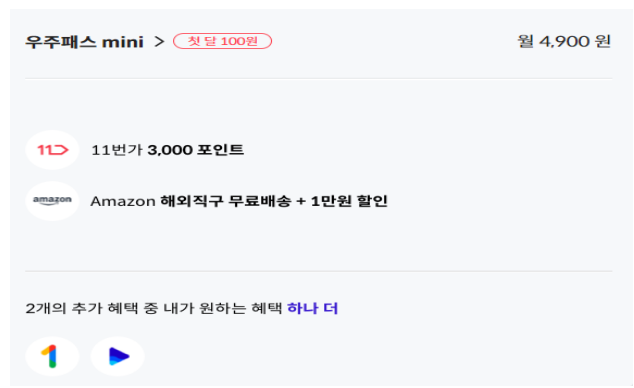 우주패스 mini > 첫 달 100원
월 4,900 원
11번가 3,000 포인트
amazon
Amazon 해외직구 무료배송 + 1만원 할인
2개의 추가 혜택 중 내가 원하는 혜택 하나 더